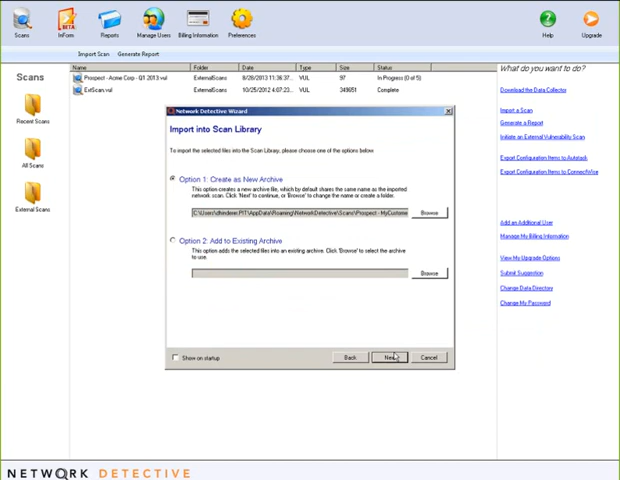 Scans
InForm
Reports
Manage Users
Billing Information
Preferences
Help
Upgrade
Import Scan
Generate Report
Scans
Recent Scans
All Scans
External Scans
Name Folder Date Type Size Status
Prospect -Acme Corp - Q1 2013.vul ExternalScans 8/28/2013 11:36:37... VUL 97 In Progress (0 of 5)
ExtScan.vul ExternalScans 10/25/2012 4:07:23... VUL 349651 Complete
Network Detective Wizard
Import into Scan Library
To import the selected files into the Scan Library, please choose one of the options below
Option 1: Create as New Archive
This option creates a new archive file, which by default shares the same name as the imported
network scan. Click 'Next' to continue, or 'Browse' to change the name or create a folder.
Browse
Option 2: Add to Existing Archive
This option adds the selected files into an existing archive. Click 'Browse' to select the archive
to use.
Browse
Show on startup
Back
Next
Cancel
What do you want to do?
Download the Data Collector
Import a Scan
Generate a Report
Initiate an External Vulnerability Scan
Export Configuration Items to Autotask
Export Configuration Items to ConnectWise
Add an Additional User
Manage My Billing Information
View My Upgrade Options
Submit Suggestion
Change Data Directory
Change My Password
NETWORK DETECTIVE